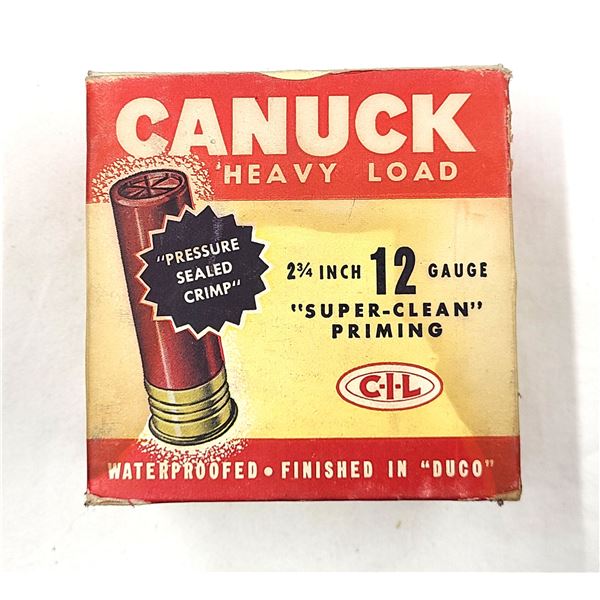 CANUCK
HEAVY LOAD
"PRESSURE
SEALED
CRIMP"
2¾ INCH 12 GAUGE
"SUPER-CLEAN"
PRIMING
C-I-L
WATERPROOFED • FINISHED IN "DUCO"